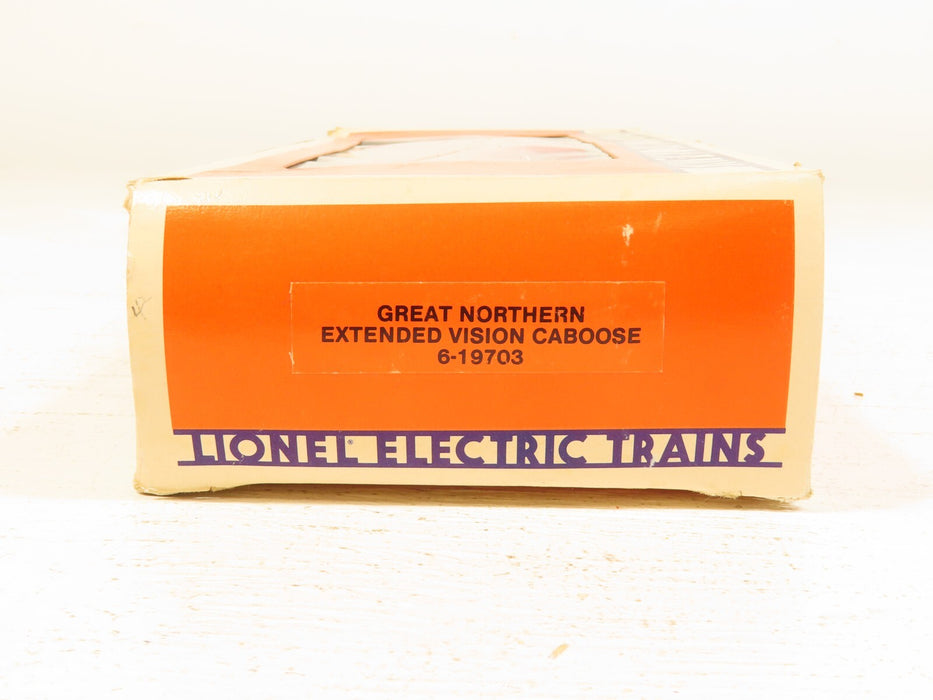 GREAT NORTHERN
EXTENDED VISION CABOOSE
6-19703
LIONEL® ELECTRIC TRAINS